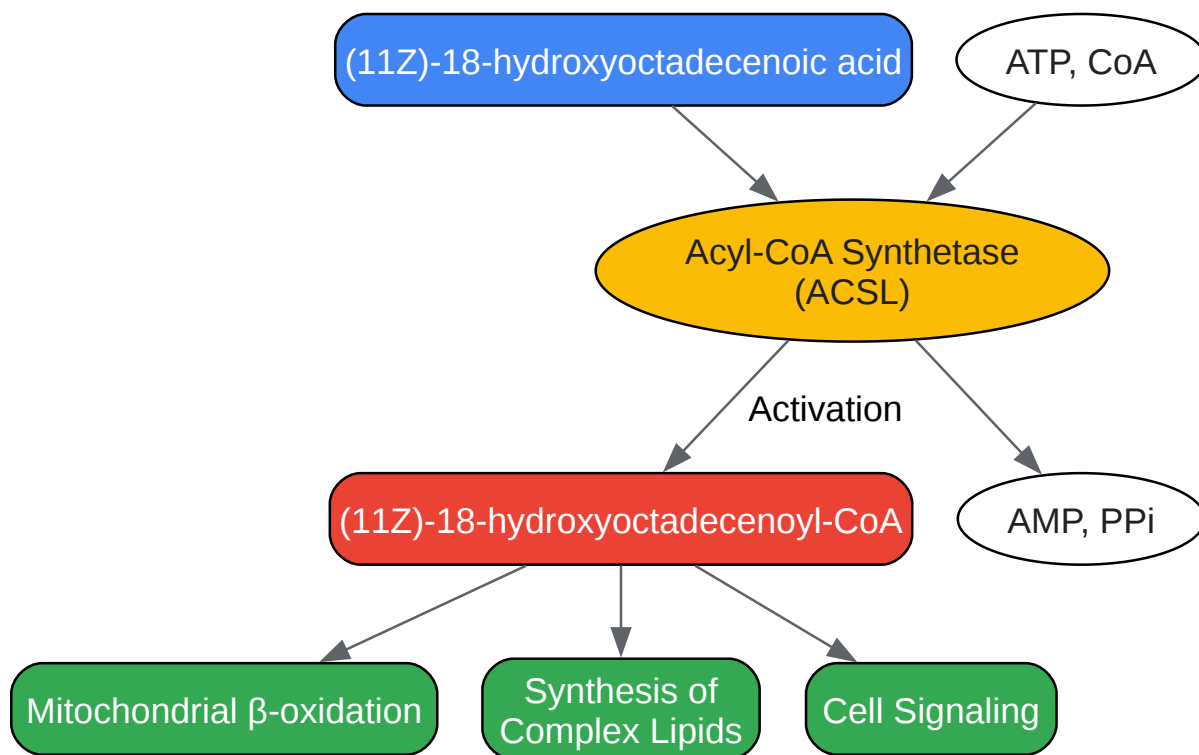 (11Z)-18-hydroxyoctadecenoic acid
ATP, CoA
Acyl-CoA Synthetase
(ACSL)
Activation
(11Z)-18-hydroxyoctadecenoyl-CoA
AMP, PPi
Mitochondrial β-oxidation
Synthesis of
Complex Lipids
Cell Signaling